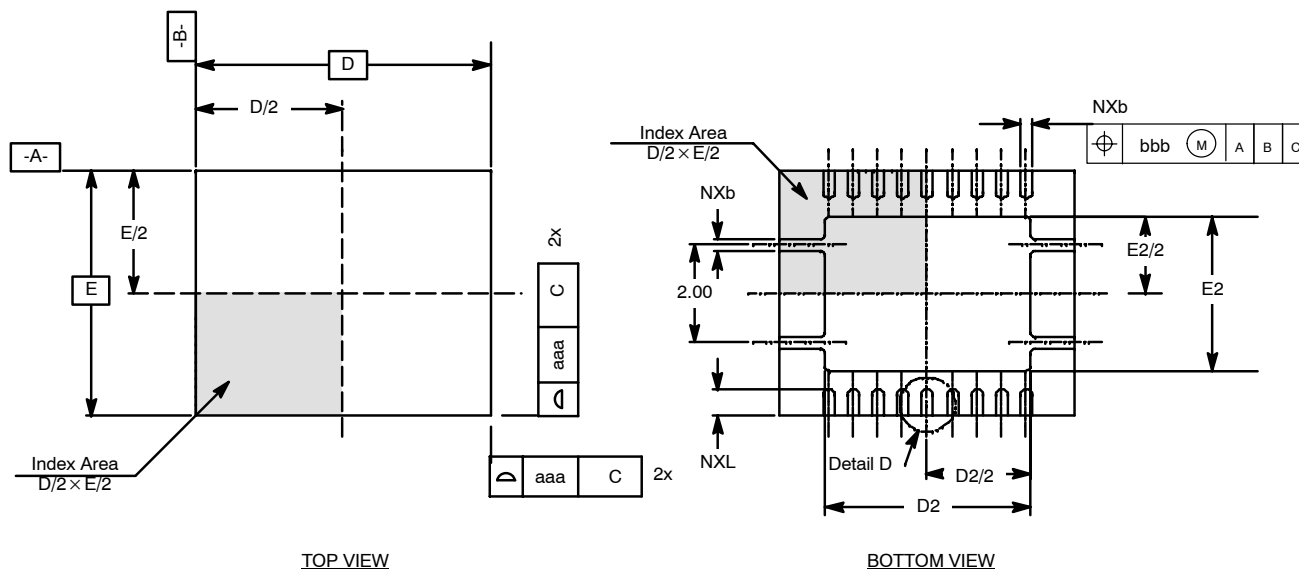 -B-
D
D/2
-A-
E/2
E
2x
C
aaa
Index Area
D/2 × E/2
aaa C 2x
TOP VIEW
NXb
bbb M A B C
Index Area
D/2 × E/2
NXb
2.00
E2/2
E2
NXL
Detail D
D2/2
D2
BOTTOM VIEW